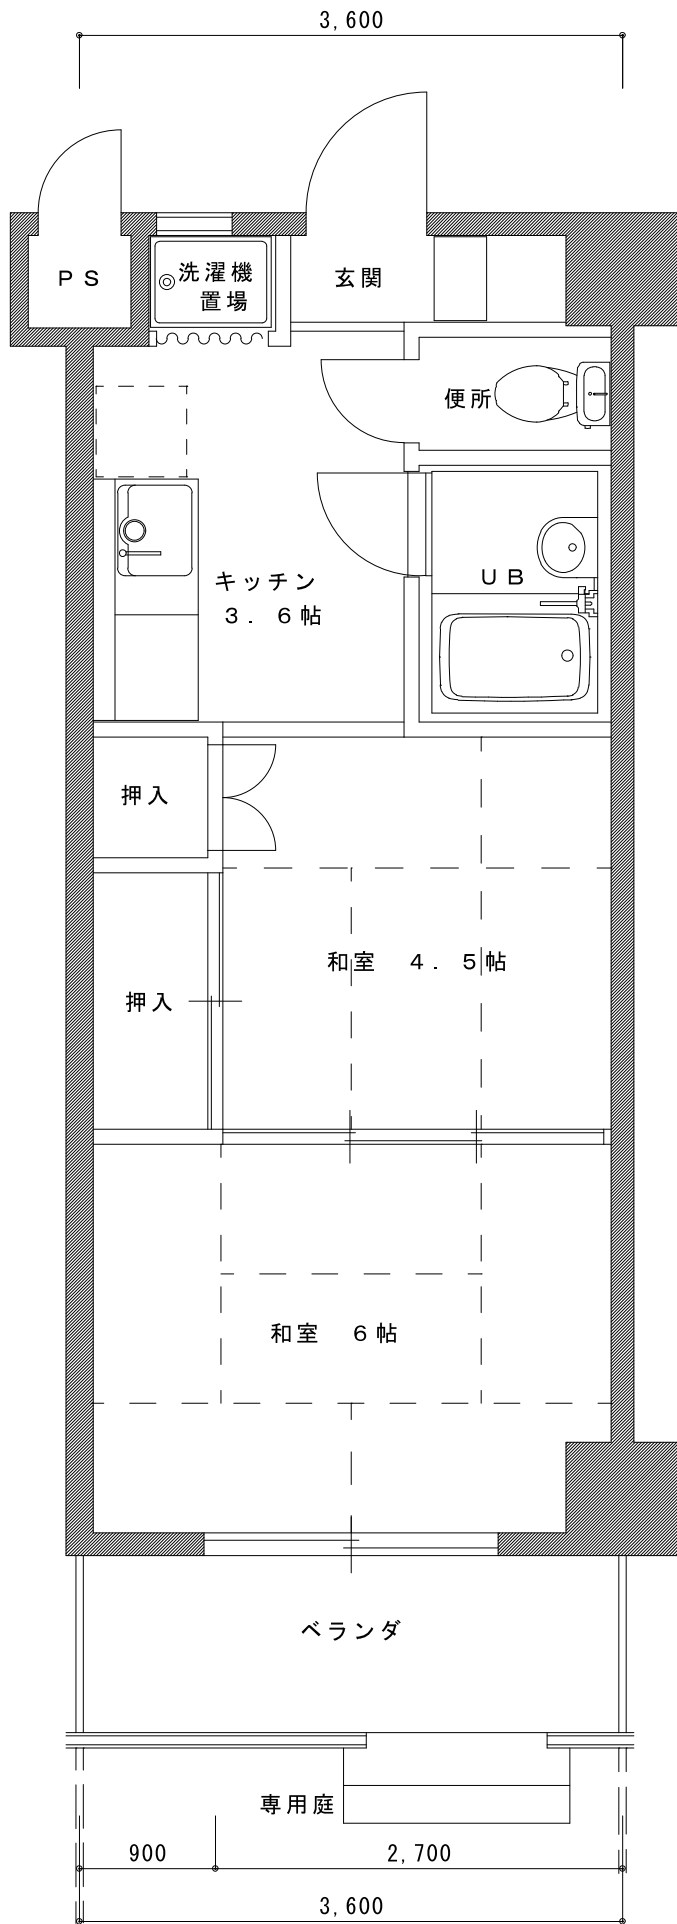 3,600
PS
洗濯機
置場
玄関
便所
キッチン
3.6帖
UB
押入
和室 4.5帖
押入
和室 6帖
ベランダ
専用庭
900
2,700
3,600